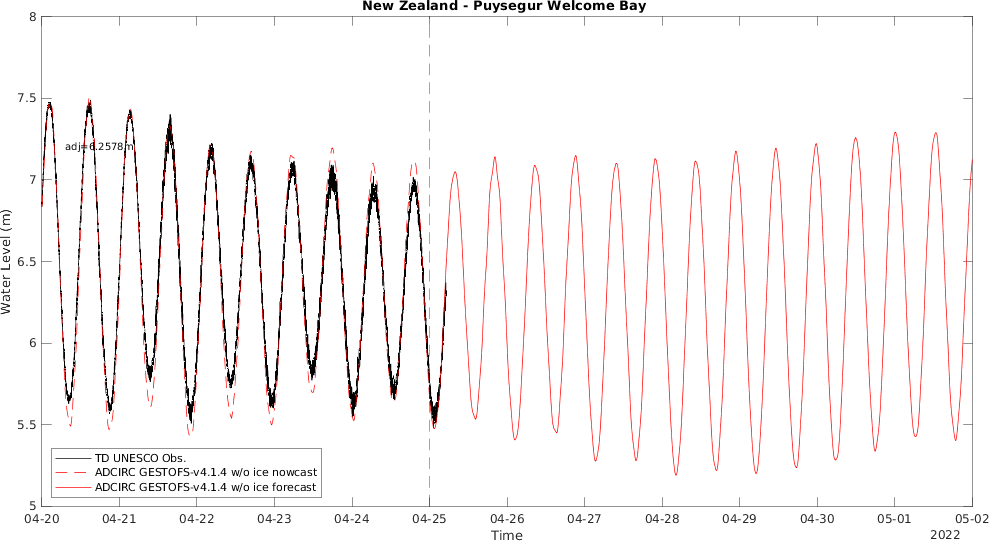 New Zealand - Puysegur Welcome Bay
8
7.5
7
6.5
6
5.5
5
Water Level (m)
adj=6.2578m
TD UNESCO Obs.
ADCIRC GESTOFS-v4.1.4 w/o ice nowcast
ADCIRC GESTOFS-v4.1.4 w/o ice forecast
04-20 04-21 04-22 04-23 04-24 04-25 04-26 04-27 04-28 04-29 04-30 05-01 05-02
Time
2022